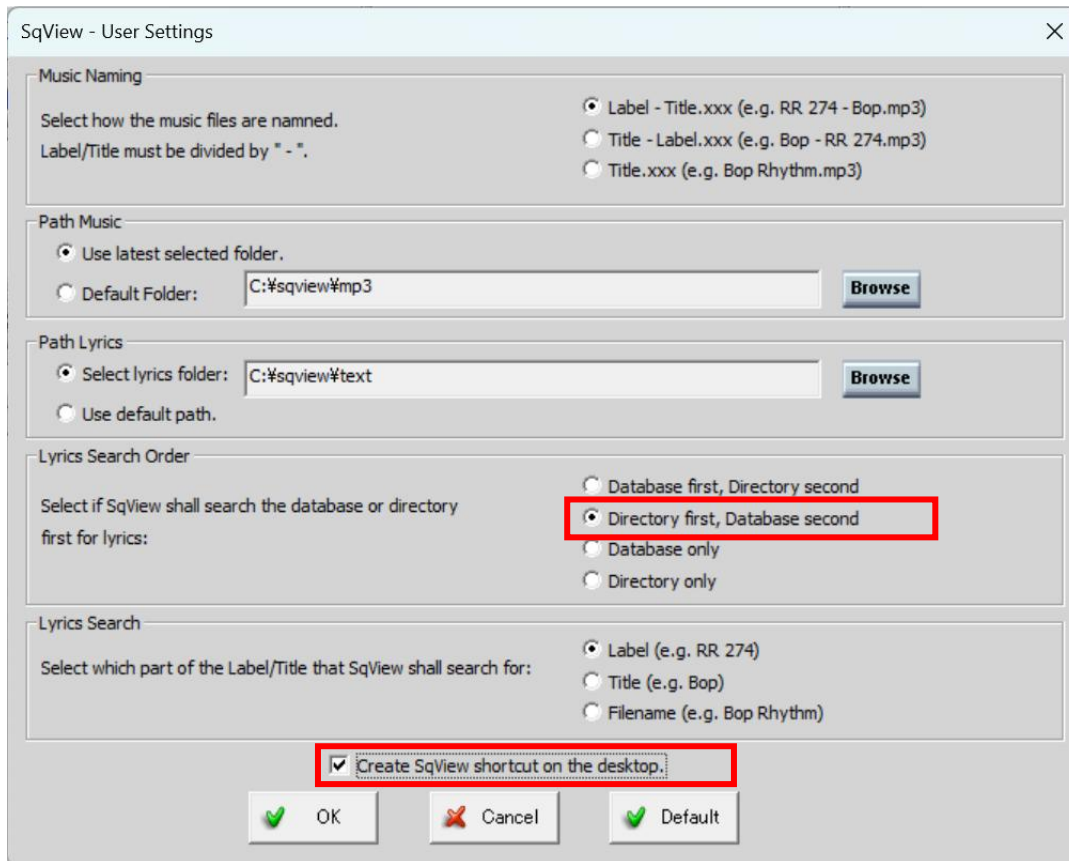 SqView - User Settings
Music Naming
Select how the music files are namned.
Label/Title must be divided by " - ".
Label - Title.xxx (e.g. RR 274 - Bop.mp3)
Title - Label.xxx (e.g. Bop - RR 274.mp3)
Title.xxx (e.g. Bop Rhythm.mp3)
Path Music
Use latest selected folder.
Default Folder: C:¥sqview¥mp3 Browse
Path Lyrics
Select lyrics folder: C:¥sqview¥text Browse
Use default path.
Lyrics Search Order
Select if SqView shall search the database or directory
first for lyrics:
Database first, Directory second
Directory first, Database second
Database only
Directory only
Lyrics Search
Select which part of the Label/Title that SqView shall search for:
Label (e.g. RR 274)
Title (e.g. Bop)
Filename (e.g. Bop Rhythm)
Create SqView shortcut on the desktop.
OK Cancel Default